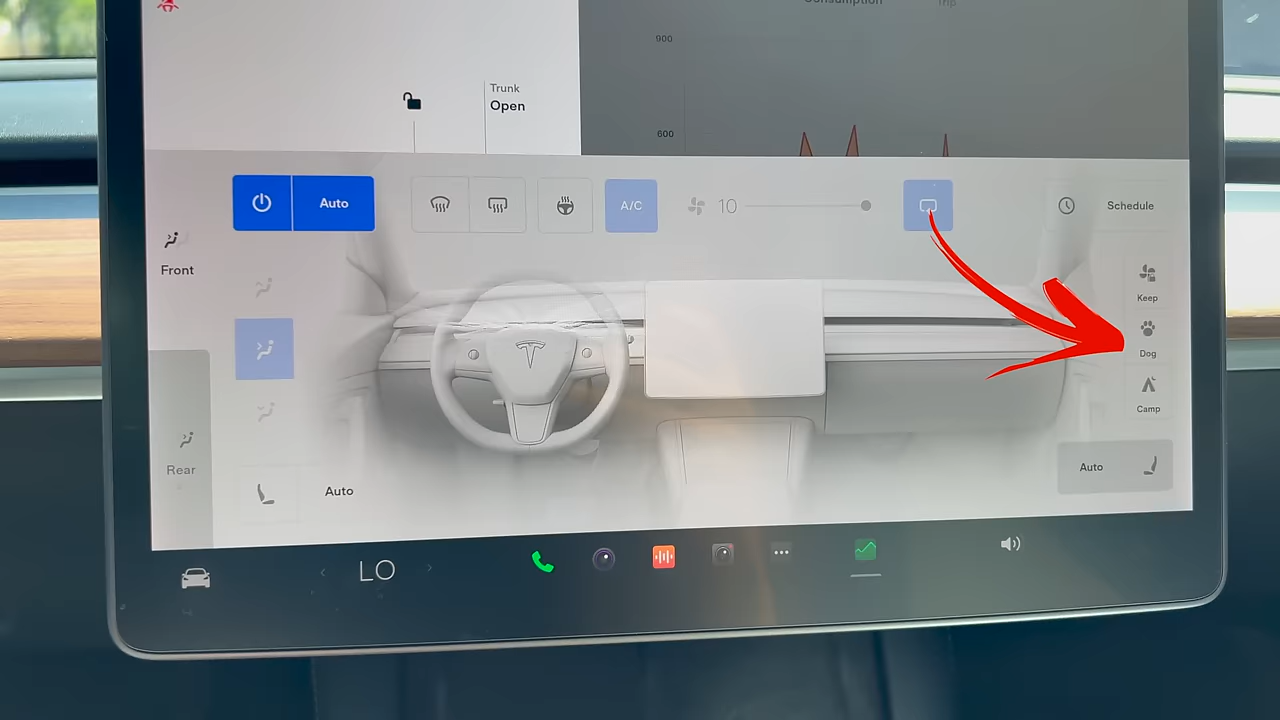 Consumption Trip
900
Trunk
Open
600
Auto
A/C
10
Schedule
Front
Keep
Dog
Camp
Rear
Auto
Auto
LO